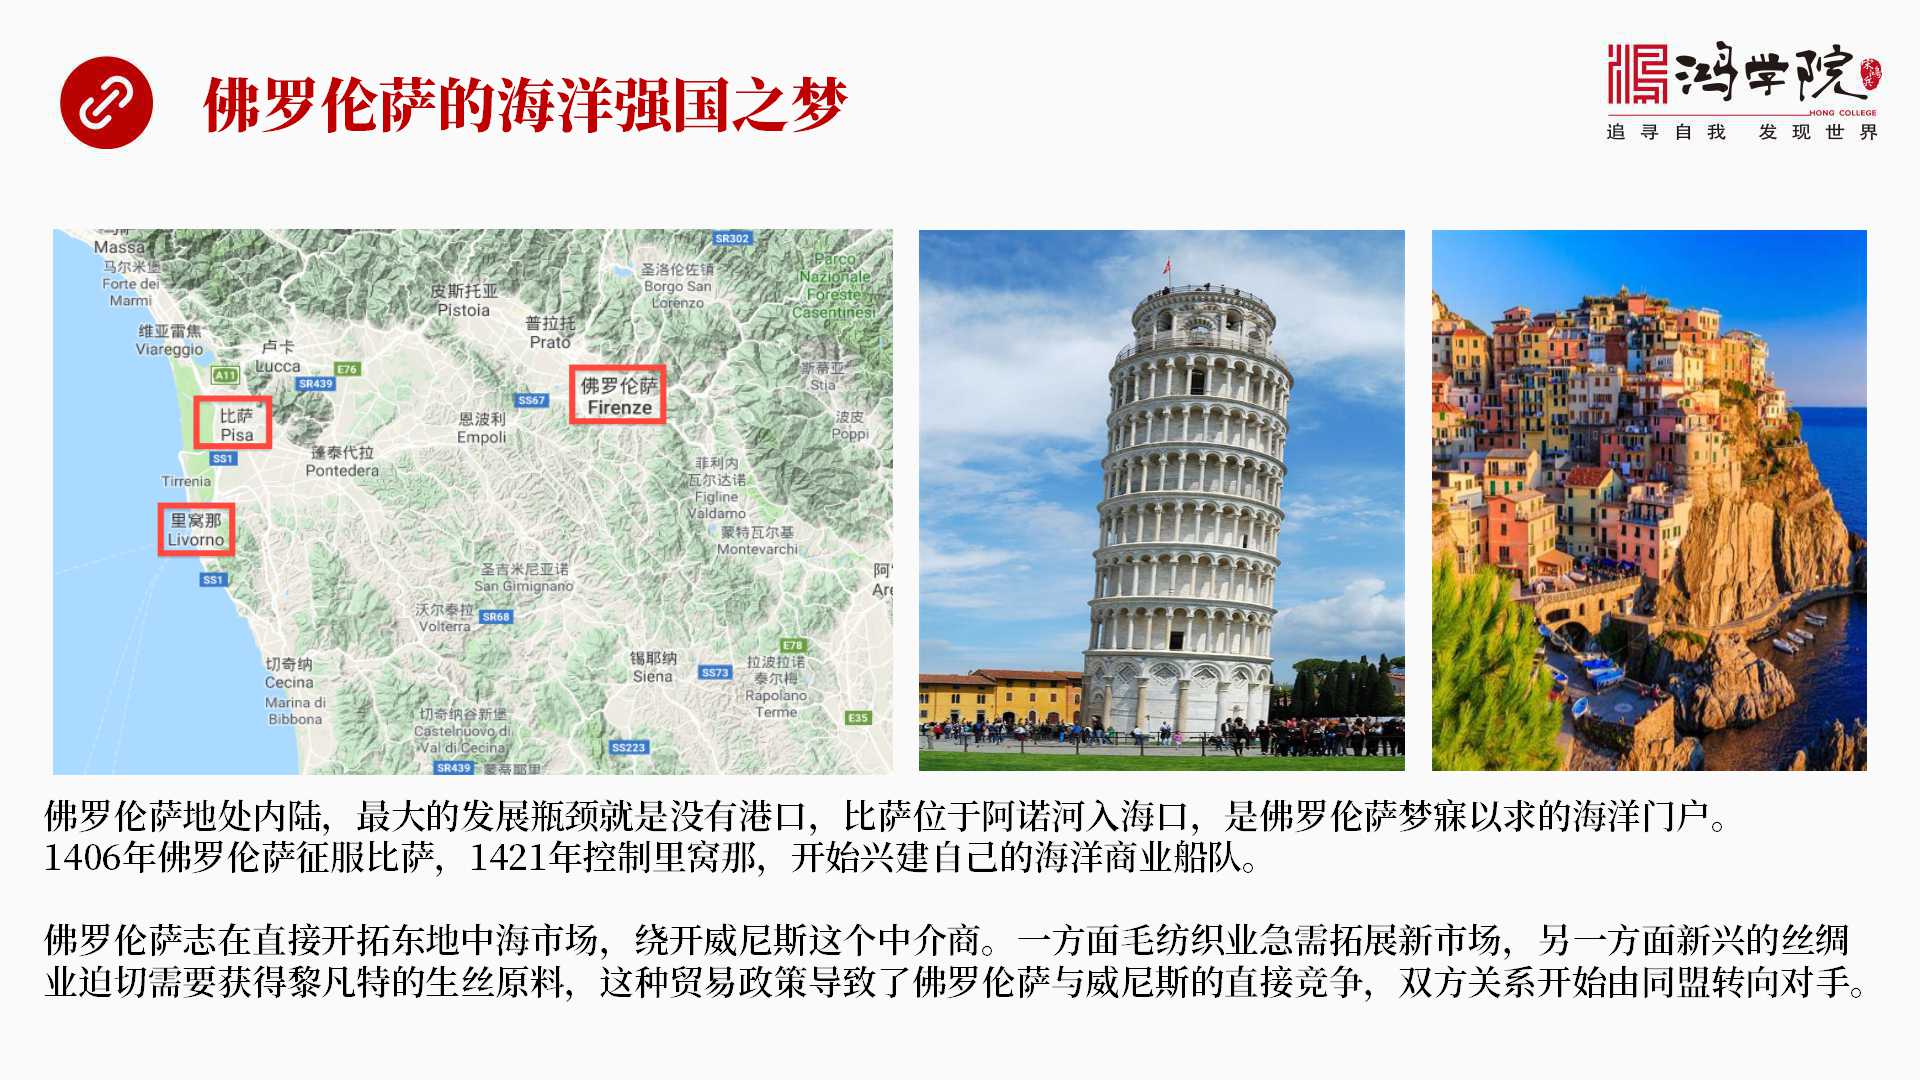 佛罗伦萨的海洋强国之梦
鸿学院
HONG COLLEGE
追寻自我 发现世界
Massa
马尔米堡
Forte dei
Marmi
维亚雷焦
Viareggio
卢卡
Lucca
A11
SR439
E76
比萨
Pisa
SS1
Tirrenia
里窝那
Livorno
SS1
蓬泰代拉
Pontedera
皮斯托亚
Pistoia
普拉托
Prato
SS67
佛罗伦萨
Firenze
恩波利
Empoli
SR302
圣洛伦佐镇
Borgo San
Lorenzo
Parco
Nazionale
Foreste
Casentinesi
斯蒂亚
Stia
波皮
Poppi
菲利内
瓦尔达诺
Figline
Valdarno
蒙特瓦尔基
Montevarchi
圣吉米尼亚诺
San Gimignano
沃尔泰拉
Volterra
SR68
切奇纳
Cecina
Marina di
Bibbona
切奇纳谷新堡
Castelnuovo di
Val di Cecina
SR439
锡耶纳
Siena
SS73
SS223
E78
拉波拉诺
泰尔梅
Rapolano
Terme
E35
佛罗伦萨地处内陆，最大的发展瓶颈就是没有港口，比萨位于阿诺河入海口，是佛罗伦萨梦寐以求的海洋门户。
1406年佛罗伦萨征服比萨，1421年控制里窝那，开始兴建自己的海洋商业船队。
佛罗伦萨志在直接开拓东地中海市场，绕开威尼斯这个中介商。一方面毛纺织业急需拓展新市场，另一方面新兴的丝绸
业迫切需要获得黎凡特的生丝原料，这种贸易政策导致了佛罗伦萨与威尼斯的直接竞争，双方关系开始由同盟转向对手。